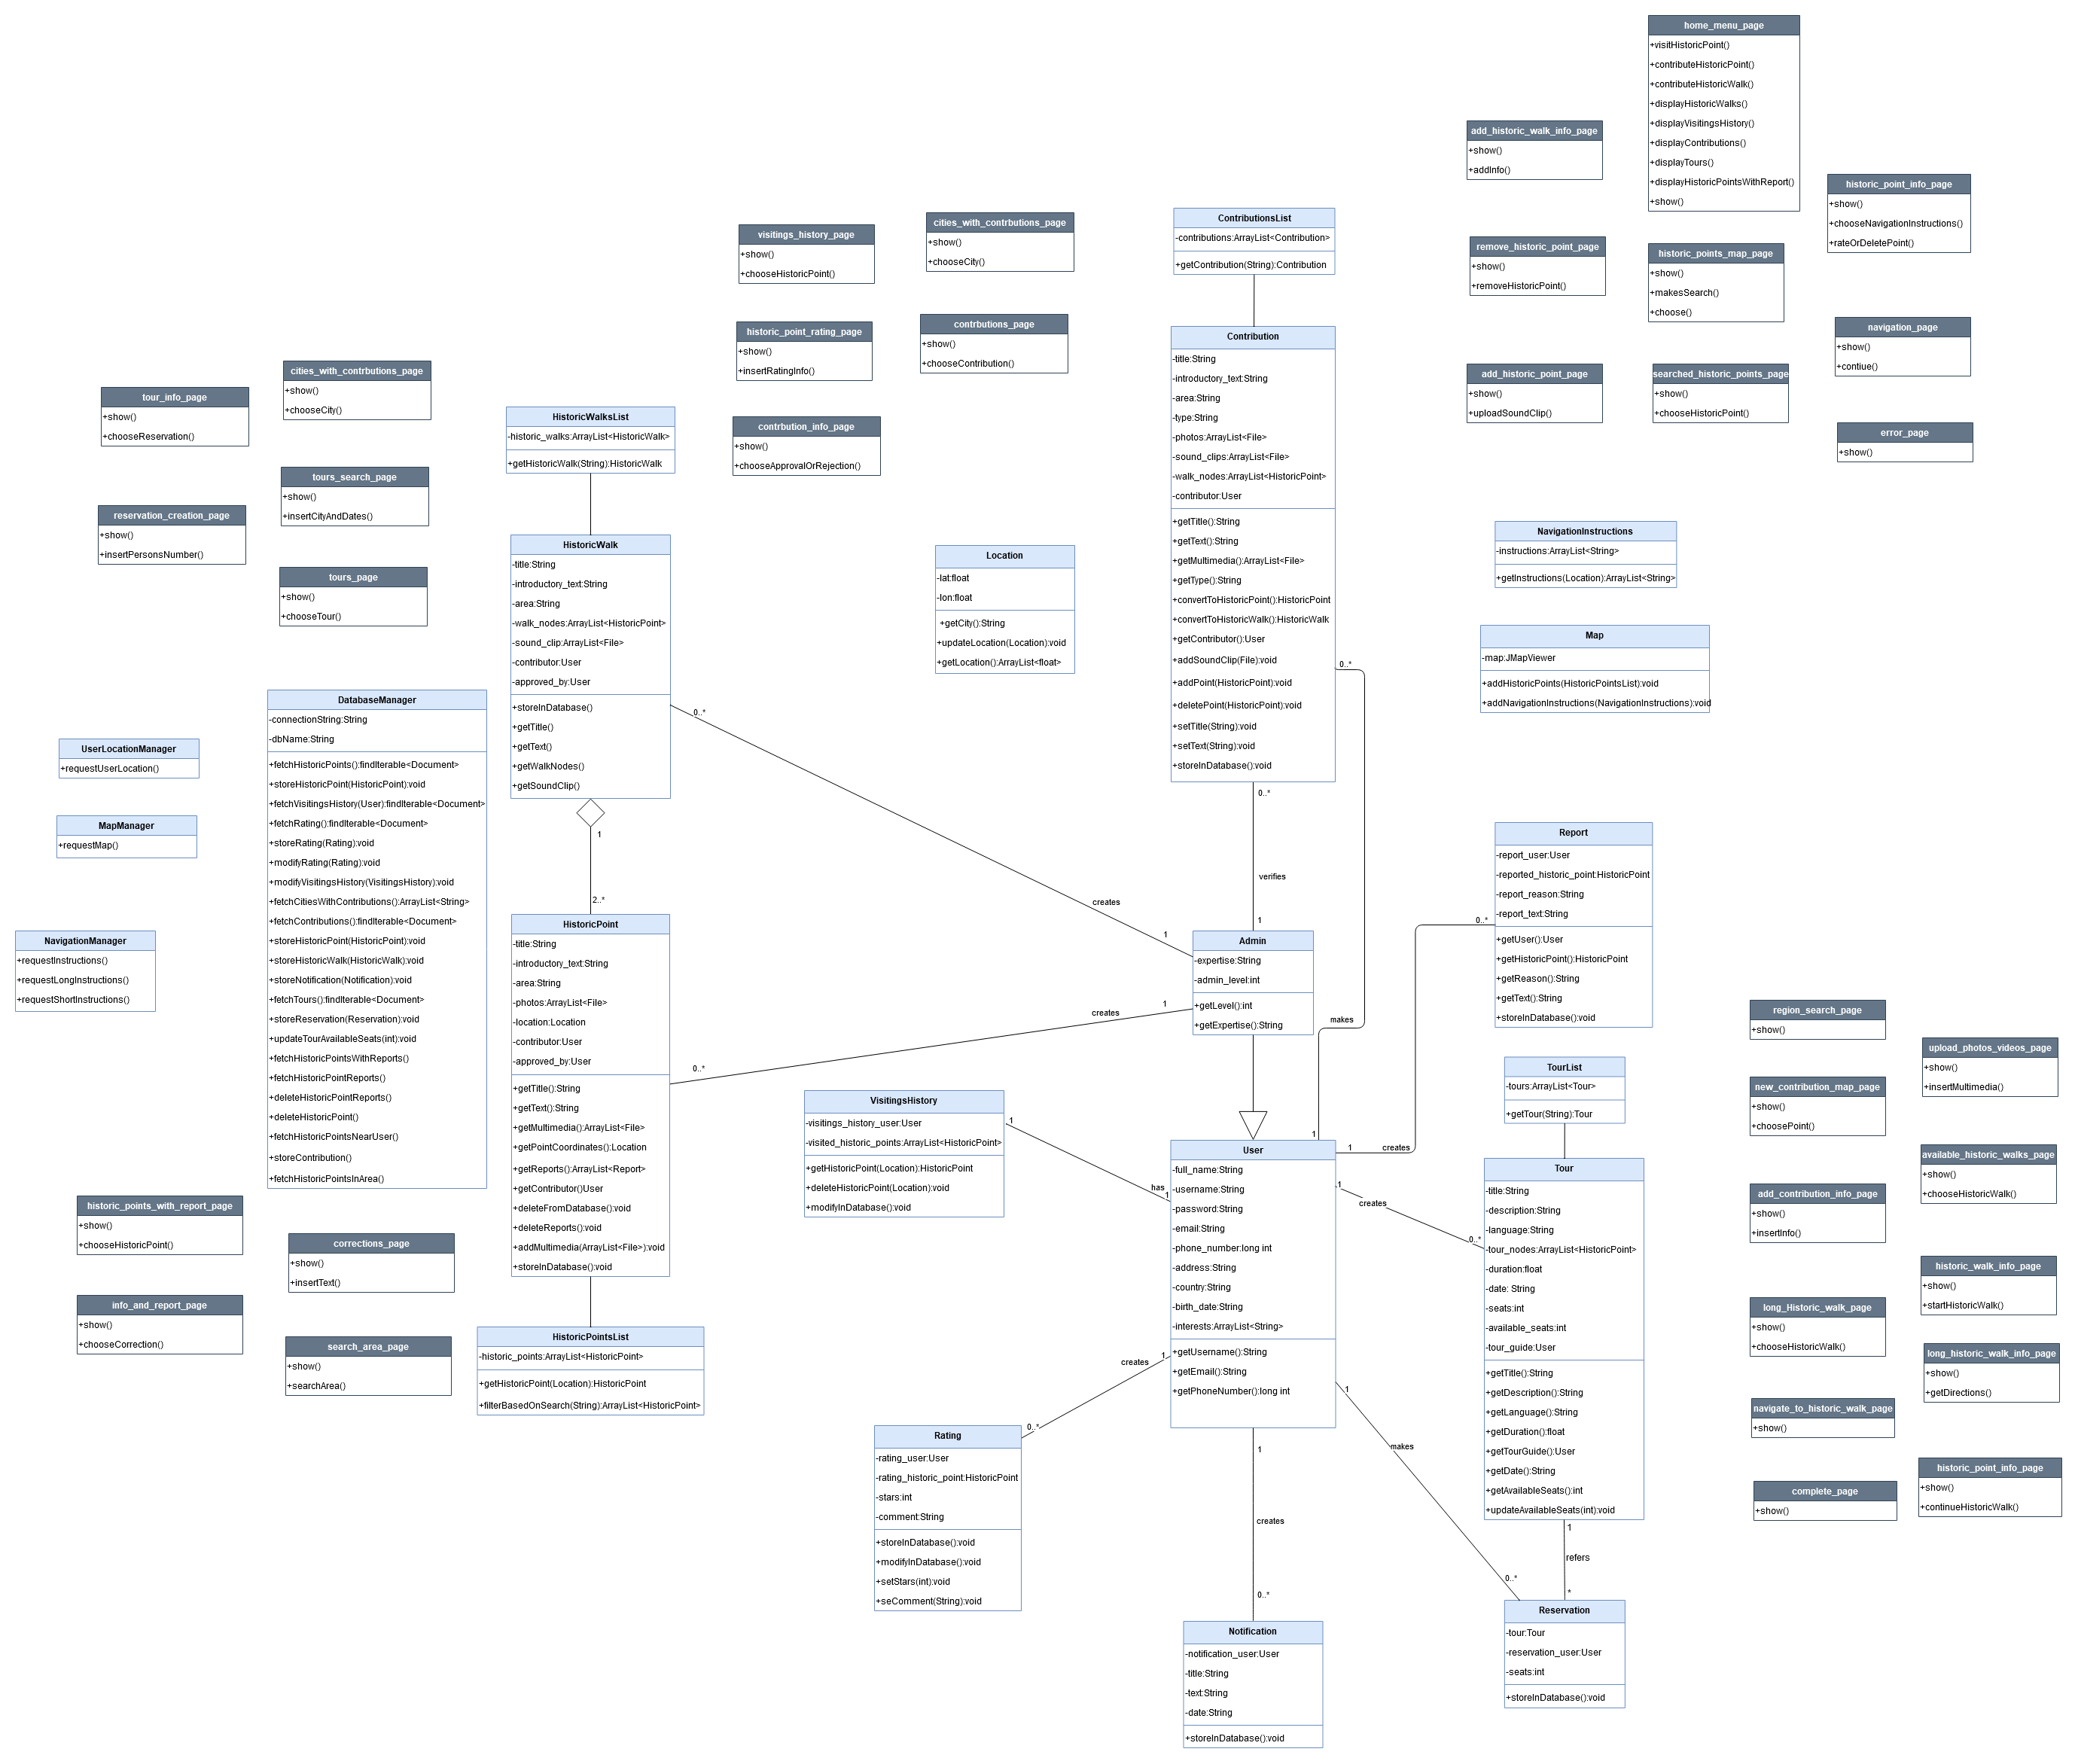 home_menu_page
+visitHistoricPoint()
+contributeHistoricPoint()
+contributeHistoricWalk()
+displayHistoricWalks()
+displayVisitingsHistory()
+displayContributions()
+displayTours()
+displayHistoricPointsWithReport()
+show()
add_historic_walk_info_page
+show()
+addInfo()
historic_point_info_page
+show()
+chooseNavigationInstructions()
+rateOrDeletePoint()
visitings_history_page
+show()
+chooseHistoricPoint()
cities_with_contrbutions_page
+show()
+chooseCity()
ContributionsList
-contributions:ArrayList<Contribution>
+getContribution(String):Contribution
remove_historic_point_page
+show()
+removeHistoricPoint()
historic_points_map_page
+show()
+makesSearch()
+choose()
historic_point_rating_page
+show()
+insertRatingInfo()
contrbutions_page
+show()
+chooseContribution()
navigation_page
+show()
+contiue()
add_historic_point_page
+show()
+uploadSoundClip()
searched_historic_points_page
+show()
+chooseHistoricPoint()
error_page
+show()
tour_info_page
+show()
+chooseReservation()
cities_with_contrbutions_page
+show()
+chooseCity()
contrbution_info_page
+show()
+chooseApprovalOrRejection()
tours_search_page
+show()
+insertCityAndDates()
reservation_creation_page
+show()
+insertPersonsNumber()
tours_page
+show()
+chooseTour()
HistoricWalksList
-historic_walks:ArrayList<HistoricWalk>
+getHistoricWalk(String):HistoricWalk
HistoricWalk
-title:String
-introductory_text:String
-area:String
-walk_nodes:ArrayList<HistoricPoint>
-sound_clip:ArrayList<File>
-contributor:User
-approved_by:User
+storeInDatabase()
+getTitle()
+getText()
+getWalkNodes()
+getSoundClip()
Location
-lat:float
-lon:float
+getCity():String
+updateLocation(Location):void
+getLocation():ArrayList<float>
Contribution
-title:String
-introductory_text:String
-area:String
-type:String
-photos:ArrayList<File>
-sound_clips:ArrayList<File>
-walk_nodes:ArrayList<HistoricPoint>
-contributor:User
+getTitle():String
+getText():String
+getMultimedia():ArrayList<File>
+getType():String
+convertToHistoricPoint():HistoricPoint
+convertToHistoricWalk():HistoricWalk
+getContributor():User
+addSoundClip(File):void
+addPoint(HistoricPoint):void
+deletePoint(HistoricPoint):void
+setTitle(String):void
+setText(String):void
+storeInDatabase():void
NavigationInstructions
-instructions:ArrayList<String>
+getInstructions(Location):ArrayList<String>
Map
-map:JMapViewer
+addHistoricPoints(HistoricPointsList):void
+addNavigationInstructions(NavigationInstructions):void
UserLocationManager
+requestUserLocation()
MapManager
+requestMap()
NavigationManager
+requestInstructions()
+requestLongInstructions()
+requestShortInstructions()
DatabaseManager
-connectionString:String
-dbName:String
+fetchHistoricPoints():findIterable<Document>
+storeHistoricPoint(HistoricPoint):void
+fetchVisitingsHistory(User):findIterable<Document>
+fetchRating():findIterable<Document>
+storeRating(Rating):void
+modifyRating(Rating):void
+modifyVisitingsHistory(VisitingsHistory):void
+fetchCitiesWithContributions():ArrayList<String>
+fetchContributions():findIterable<Document>
+storeHistoricPoint(HistoricPoint):void
+storeHistoricWalk(HistoricWalk):void
+storeNotification(Notification):void
+fetchTours():findIterable<Document>
+storeReservation(Reservation):void
+updateTourAvailableSeats(int):void
+fetchHistoricPointsWithReports()
+fetchHistoricPointReports()
+deleteHistoricPointReports()
+deleteHistoricPoint()
+fetchHistoricPointsNearUser()
+storeContribution()
+fetchHistoricPointsInArea()
0..*
creates
1
1
2..*
0..*
0..*
verifies
1
makes
1
HistoricPoint
-title:String
-introductory_text:String
-area:String
-photos:ArrayList<File>
-location:Location
-contributor:User
-approved_by:User
+getTitle():String
+getText():String
+getMultimedia():ArrayList<File>
+getPointCoordinates():Location
+getReports():ArrayList<Report>
+getContributor()User
+deleteFromDatabase():void
+deleteReports():void
+addMultimedia(ArrayList<File>):void
+storeInDatabase():void
0..*
creates
1
Admin
-expertise:String
-admin_level:int
+getLevel():int
+getExpertise():String
Report
-report_user:User
-reported_historic_point:HistoricPoint
-report_reason:String
-report_text:String
+getUser():User
+getHistoricPoint():HistoricPoint
+getReason():String
+getText():String
+storeInDatabase():void
0..*
1
creates
TourList
-tours:ArrayList<Tour>
+getTour(String):Tour
region_search_page
+show()
upload_photos_videos_page
+show()
+insertMultimedia()
new_contribution_map_page
+show()
+choosePoint()
VisitingsHistory
-visitings_history_user:User
-visited_historic_points:ArrayList<HistoricPoint>
+getHistoricPoint(Location):HistoricPoint
+deleteHistoricPoint(Location):void
+modifyInDatabase():void
1
has
1
User
-full_name:String
-username:String
-password:String
-email:String
-phone_number:long int
-address:String
-country:String
-birth_date:String
-interests:ArrayList<String>
+getUsername():String
+getEmail():String
+getPhoneNumber():long int
1
creates
0..*
Tour
-title:String
-description:String
-language:String
-tour_nodes:ArrayList<HistoricPoint>
-duration:float
-date: String
-seats:int
-available_seats:int
-tour_guide:User
+getTitle():String
+getDescription():String
+getLanguage():String
+getDuration():float
+getTourGuide():User
+getDate():String
+getAvailableSeats():int
+updateAvailableSeats(int):void
available_historic_walks_page
+show()
+chooseHistoricWalk()
add_contribution_info_page
+show()
+insertInfo()
historic_walk_info_page
+show()
+startHistoricWalk()
long_Historic_walk_page
+show()
+chooseHistoricWalk()
long_historic_walk_info_page
+show()
+getDirections()
navigate_to_historic_walk_page
+show()
historic_point_info_page
+show()
+continueHistoricWalk()
complete_page
+show()
historic_points_with_report_page
+show()
+chooseHistoricPoint()
corrections_page
+show()
+insertText()
info_and_report_page
+show()
+chooseCorrection()
search_area_page
+show()
+searchArea()
HistoricPointsList
-historic_points:ArrayList<HistoricPoint>
+getHistoricPoint(Location):HistoricPoint
+filterBasedOnSearch(String):ArrayList<HistoricPoint>
1
creates
0..*
Rating
-rating_user:User
-rating_historic_point:HistoricPoint
-stars:int
-comment:String
+storeInDatabase():void
+modifyInDatabase():void
+setStars(int):void
+seComment(String):void
1
creates
0..*
1
makes
0..*
1
refers
*
Notification
-notification_user:User
-title:String
-text:String
-date:String
+storeInDatabase():void
Reservation
-tour:Tour
-reservation_user:User
-seats:int
+storeInDatabase():void